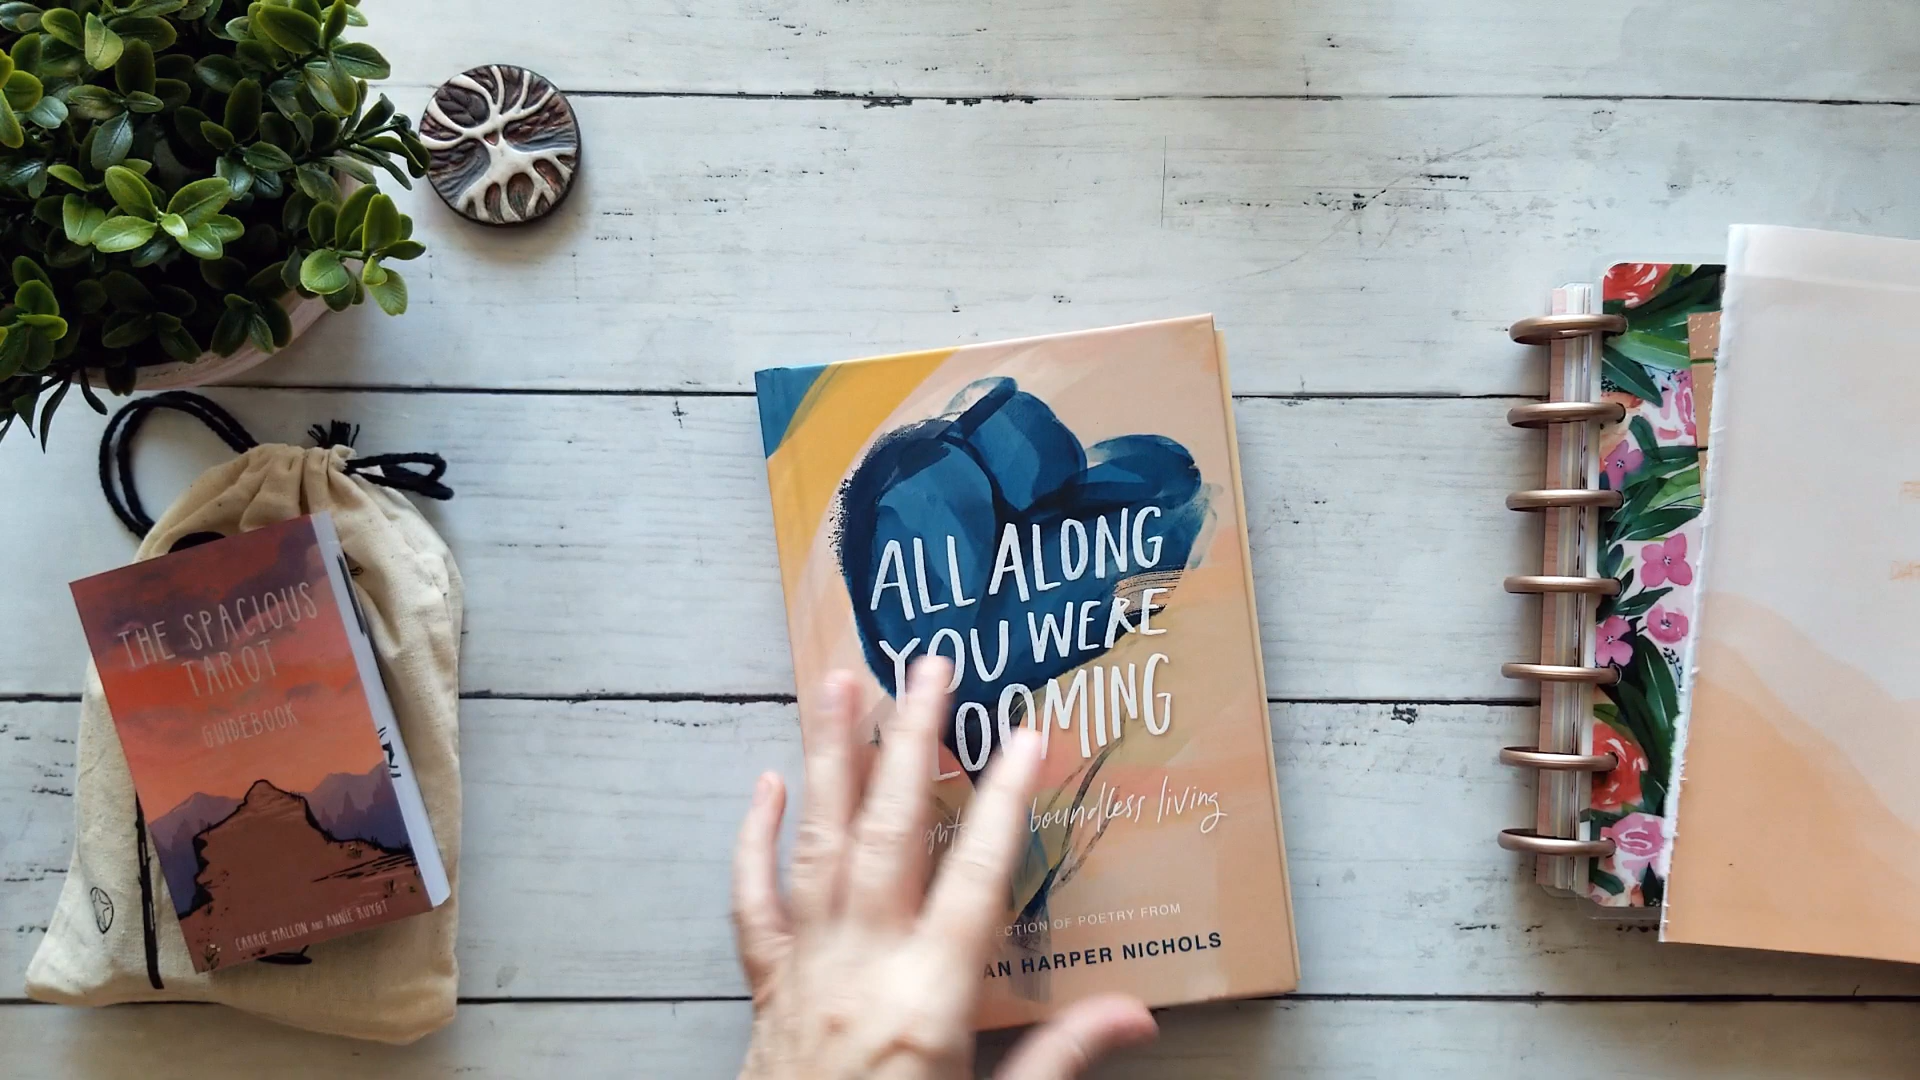 THE SPACIOUS
TAROT
GUIDEBOOK
CARRIE MALLON AND ANNIE RUYGT
ALL ALONG
YOU WERE
LOOMING
boundless living
ECTION OF POETRY FROM
AN HARPER NICHOLS